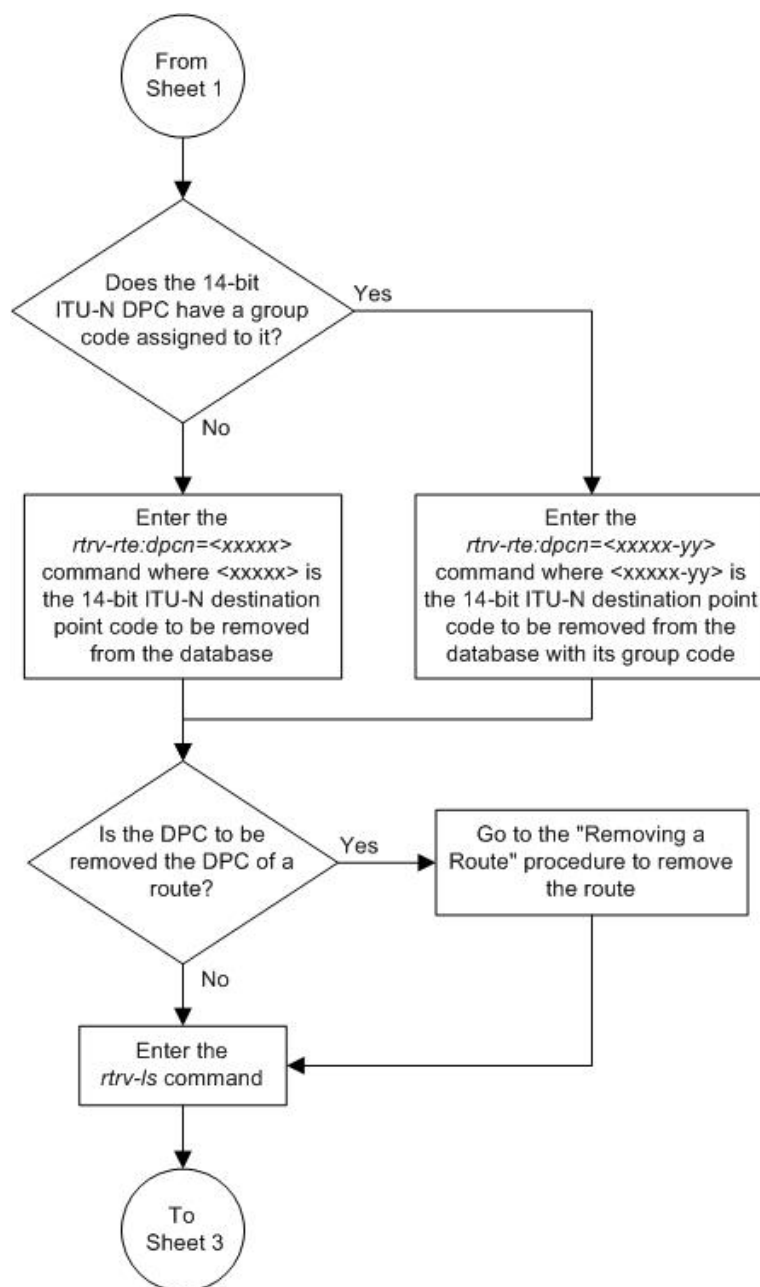 From
Sheet 1
Does the 14-bit
ITU-N DPC have a group
code assigned to it?
Yes
No
Enter the
rtrv-rte:dpcn=<xxxxx>
command where <xxxxx> is
the 14-bit ITU-N destination
point code to be removed
from the database
Enter the
rtrv-rte:dpcn=<xxxxx-yy>
command where <xxxxx-yy> is
the 14-bit ITU-N destination point
code to be removed from the
database with its group code
Is the DPC to be
removed the DPC of a
route?
Yes
Go to the "Removing a
Route" procedure to remove
the route
No
Enter the
rtrv-ls command
To
Sheet 3